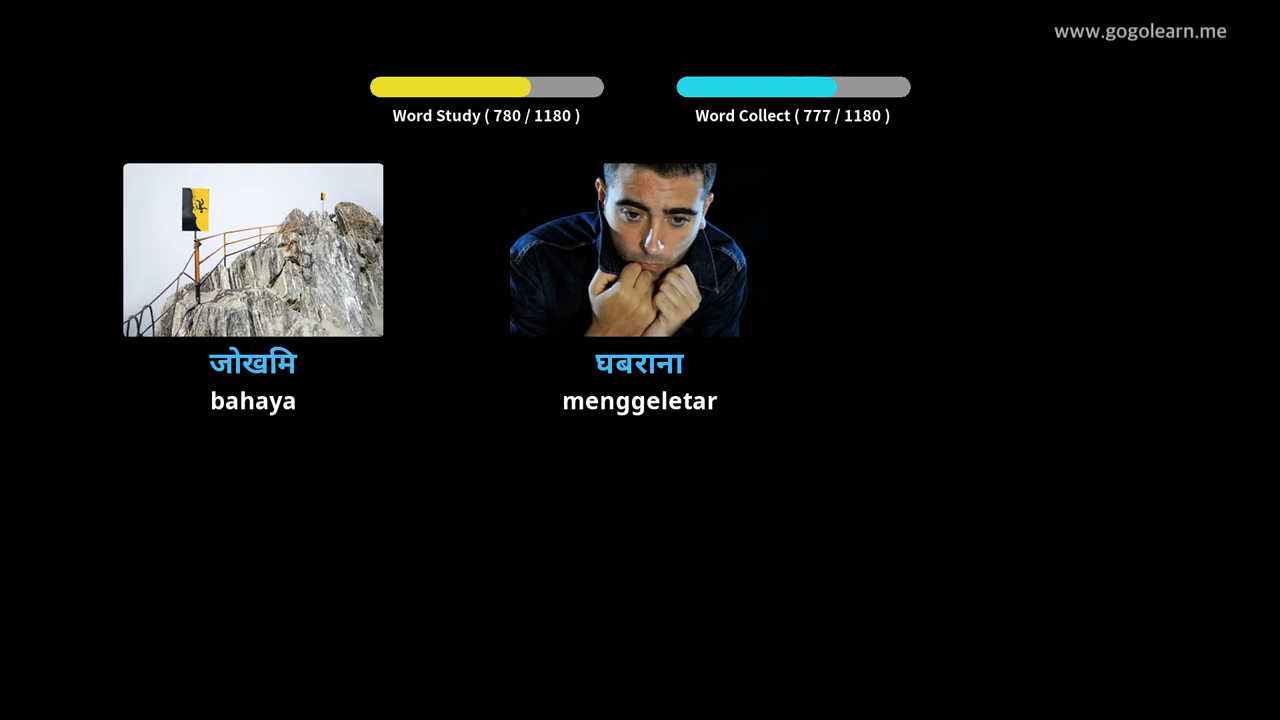 www.gogolearn.me
Word Study ( 780 / 1180 )
Word Collect ( 777 / 1180 )
जोखमि
bahaya
घबराना
menggeletar